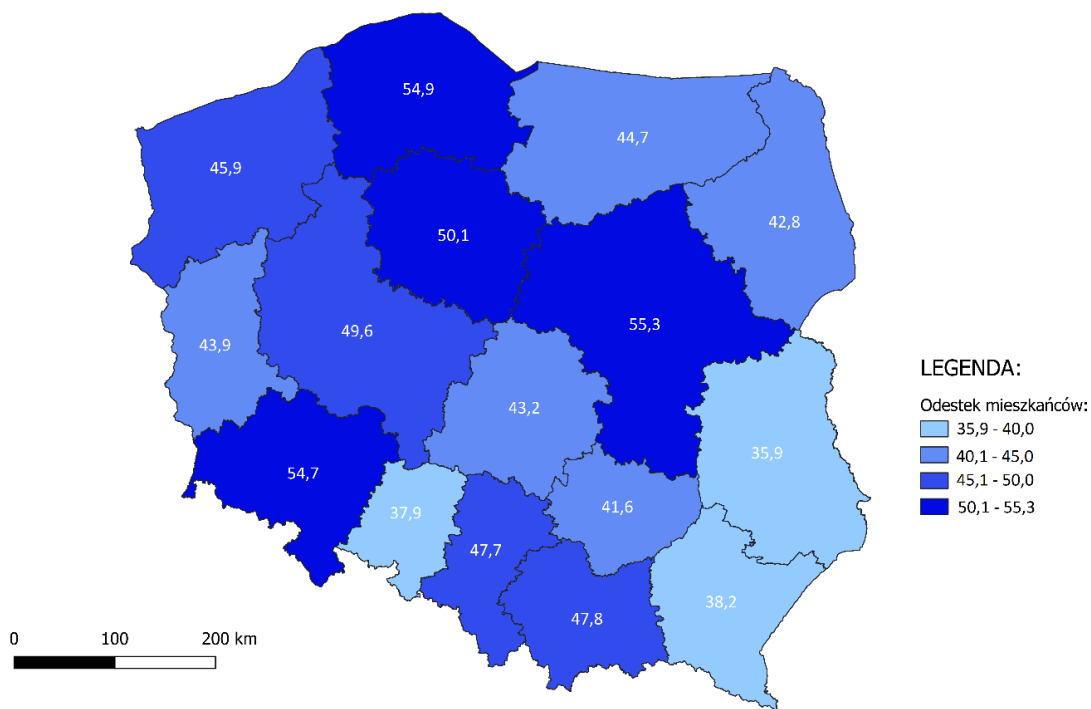 54,9
44,7
45,9
42,8
50,1
55,3
49,6
43,9
43,2
35,9
54,7
41,6
37,9
47,7
38,2
47,8
LEGENDA:
Odestek mieszkańców:
35,9 - 40,0
40,1 - 45,0
45,1 - 50,0
50,1 - 55,3
0 100 200 km